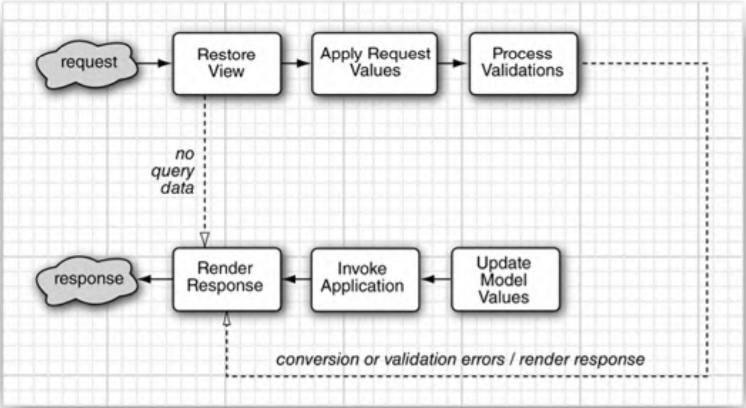 request
Restore
View
Apply Request
Values
Process
Validations
no
query
data
response
Render
Response
Invoke
Application
Update
Model
Values
conversion or validation errors / render response